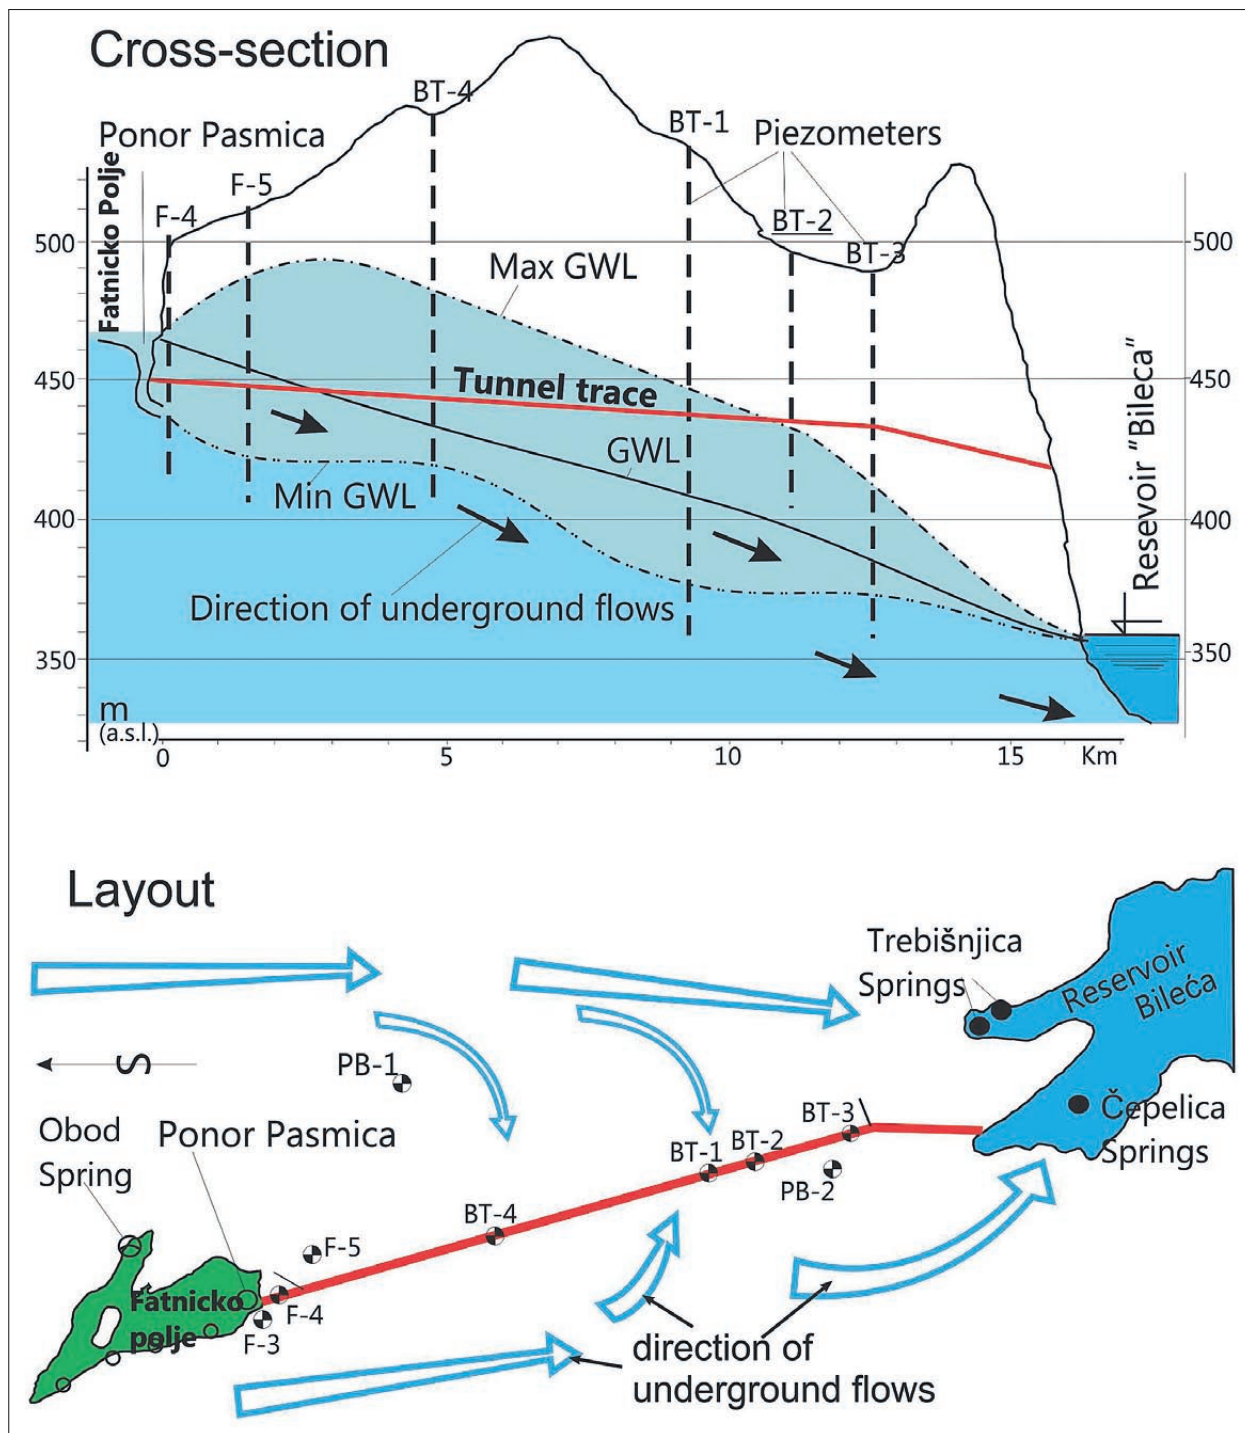 Cross-section
BT-4
Ponor Pasmica
BT-1
Piezometers
F-5
F-4
BT-2
BT-3
Fatnicko Polje
500
500
Max GWL
450
450
Tunnel trace
GWL
Min GWL
400
400
Resevoir "Bileca"
Direction of underground flows
350
350
m
(a.s.l.)
0
5
10
15
Km
Layout
Trebišnjica
Springs
Reservoir
Bileća
S
PB-1
Obod
Spring
Ponor Pasmica
BT-3
BT-2
BT-1
PB-2
Čepelica
Springs
BT-4
F-5
F-4
F-3
Fatnicko
polje
direction of
underground flows